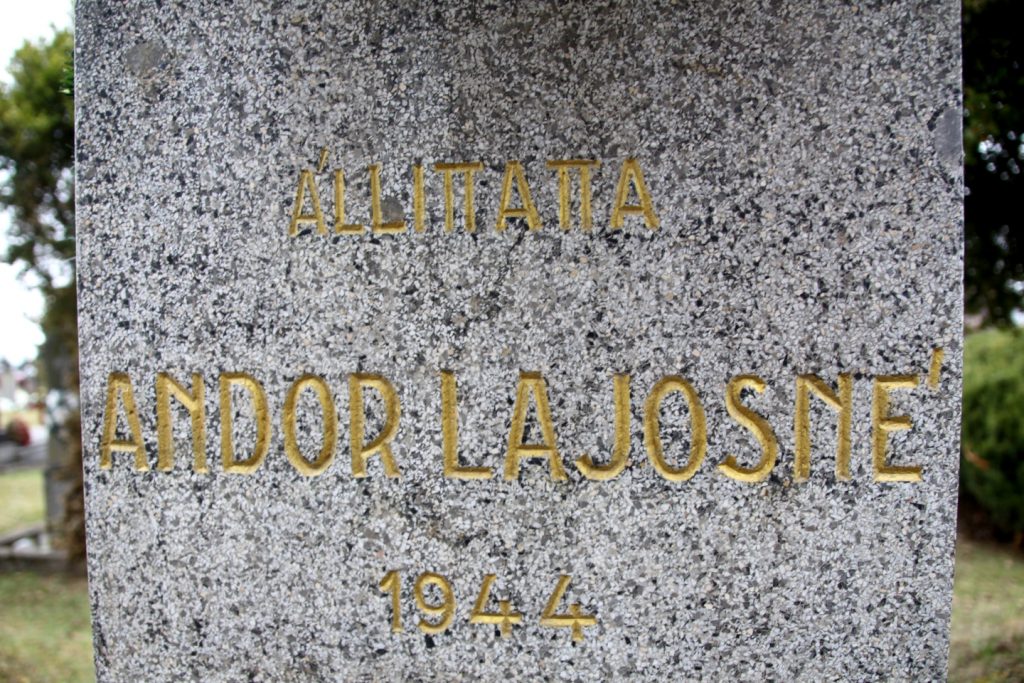 ÁLLITTATTA
ANDOR LAJOSNÉ
1944